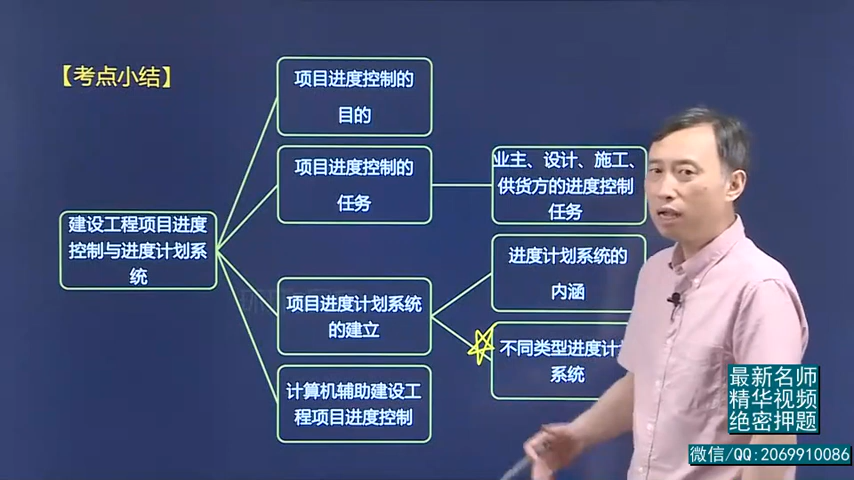 【考点小结】
项目进度控制的
目的
项目进度控制的
任务
业主、设计、施工、
供货方的进度控制
任务
建设工程项目进度
控制与进度计划系
统
进度计划系统的
内涵
项目进度计划系统
的建立
不同类型进度计
系统
计算机辅助建设工
程项目进度控制
最新名师
精华视频
绝密押题
微信/QQ:2069910086